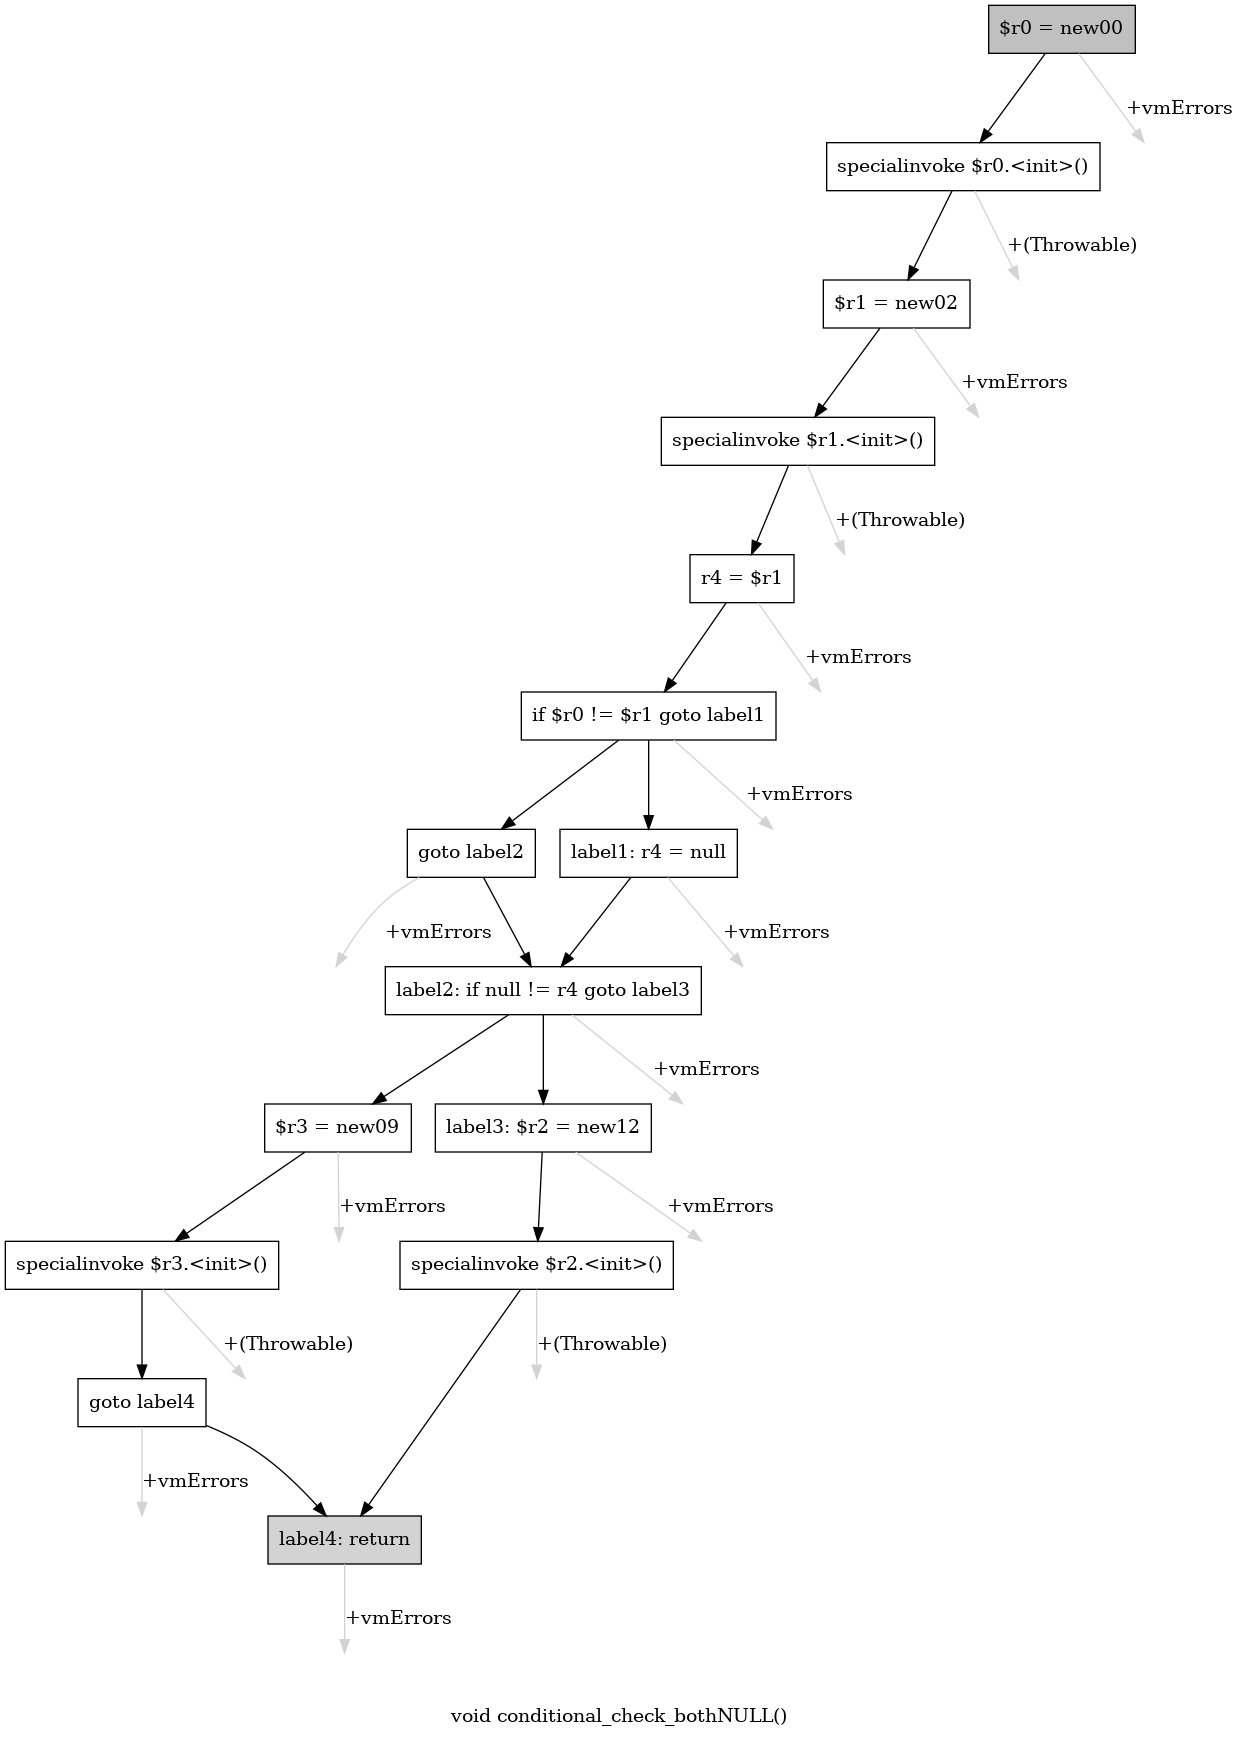 $r0 = new00
+vmErrors
specialinvoke $r0.<init>()
+(Throwable)
$r1 = new02
+vmErrors
specialinvoke $r1.<init>()
+(Throwable)
r4 = $r1
+vmErrors
if $r0 != $r1 goto label1
+vmErrors
goto label2
label1: r4 = null
+vmErrors
+vmErrors
label2: if null != r4 goto label3
+vmErrors
$r3 = new09
label3: $r2 = new12
+vmErrors
+vmErrors
specialinvoke $r3.<init>()
specialinvoke $r2.<init>()
+(Throwable)
+(Throwable)
goto label4
+vmErrors
label4: return
+vmErrors
void conditional_check_bothNULL()